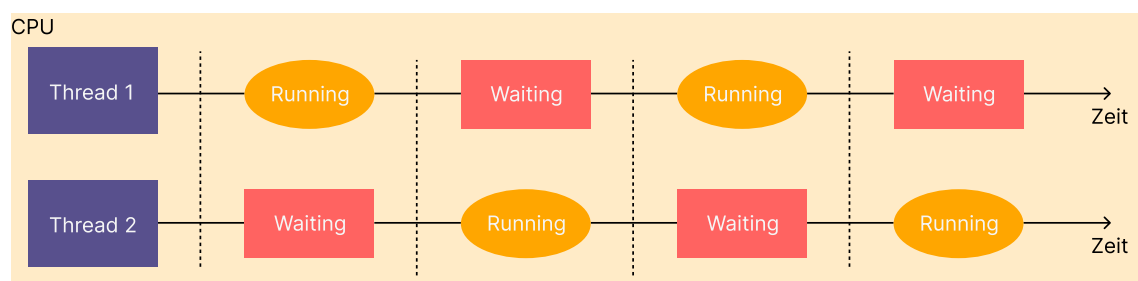 CPU
Thread 1
Running
Waiting
Running
Waiting
Zeit
Thread 2
Waiting
Running
Waiting
Running
Zeit